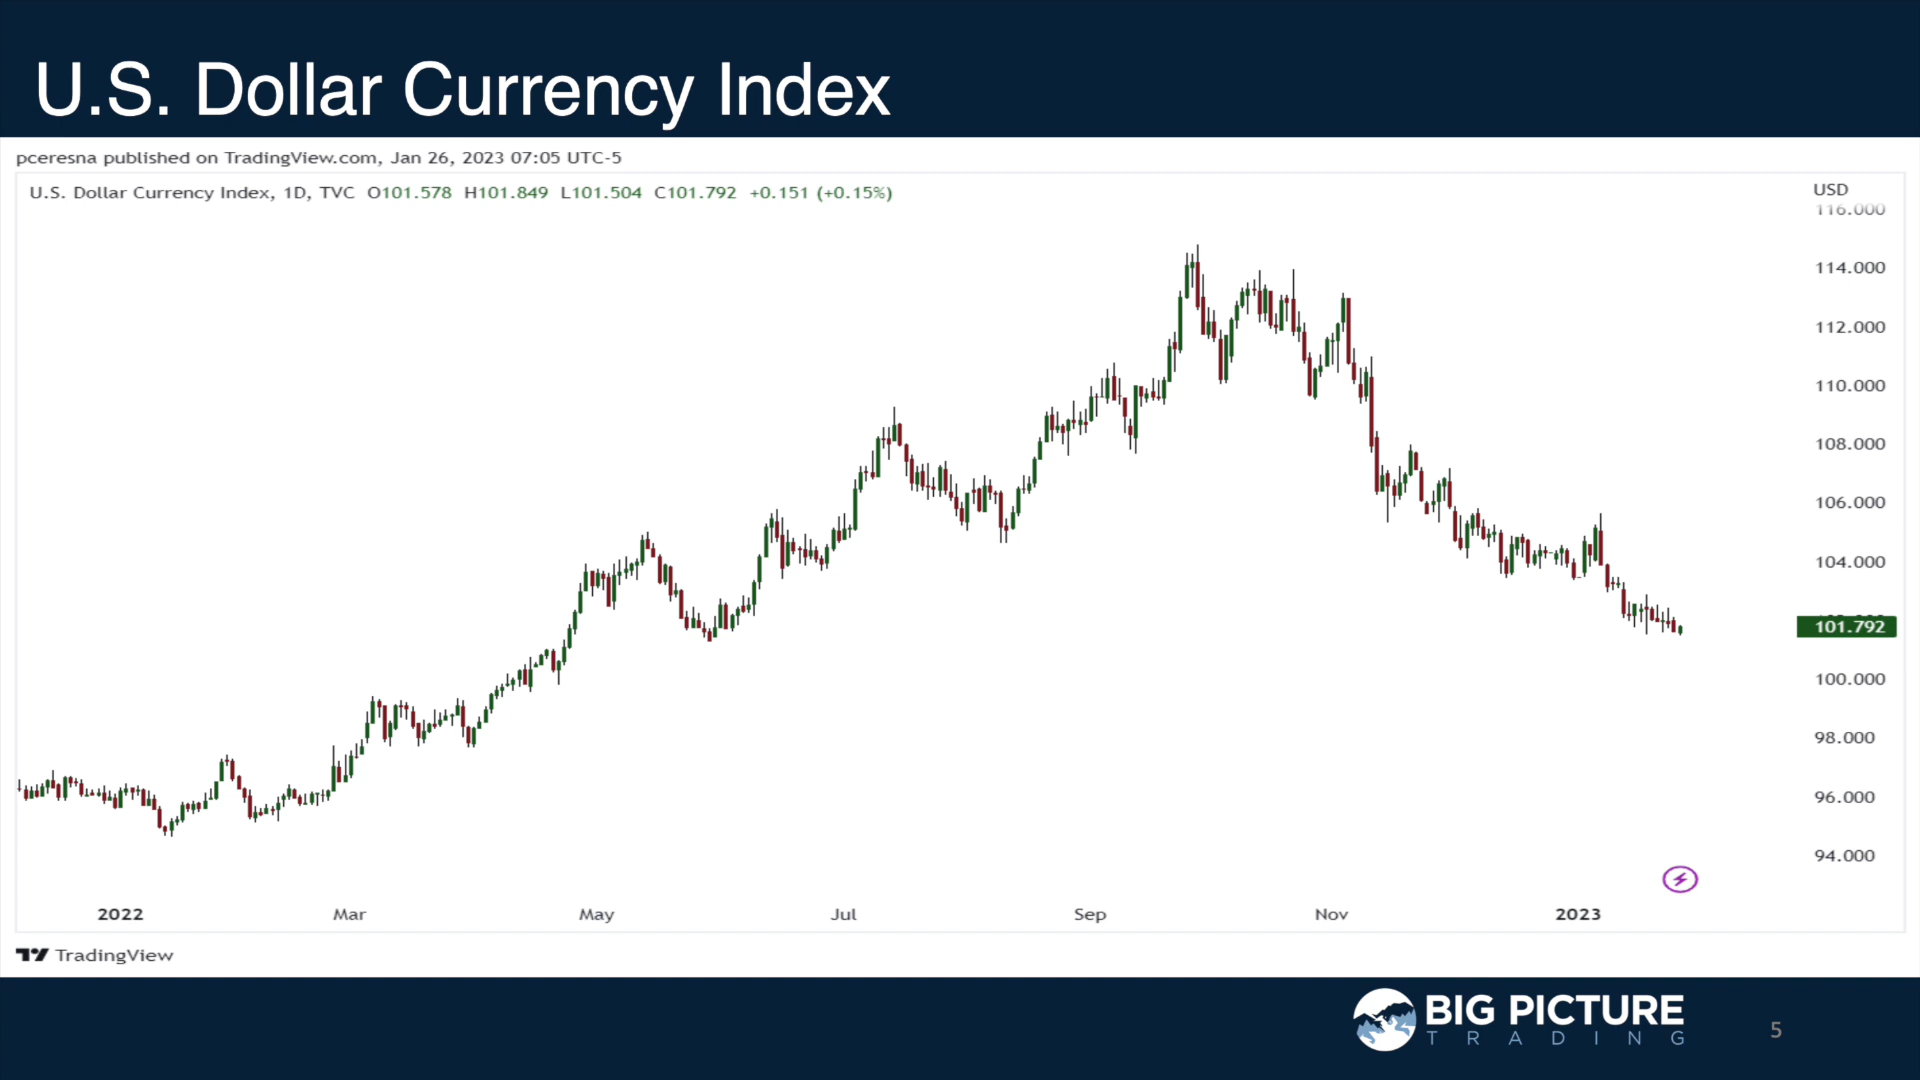 U.S. Dollar Currency Index
pceresna published on TradingView.com, Jan 26, 2023 07:05 UTC-5
U.S. Dollar Currency Index, 1D, TVC O101.578 H101.849 L101.504 C101.792 +0.151 (+0.15%)
USD
116.000
114.000
112.000
110.000
108.000
106.000
104.000
101.792
100.000
98.000
96.000
94.000
2022 Mar May Jul Sep Nov 2023
TradingView
BIG PICTURE
TRADING
5